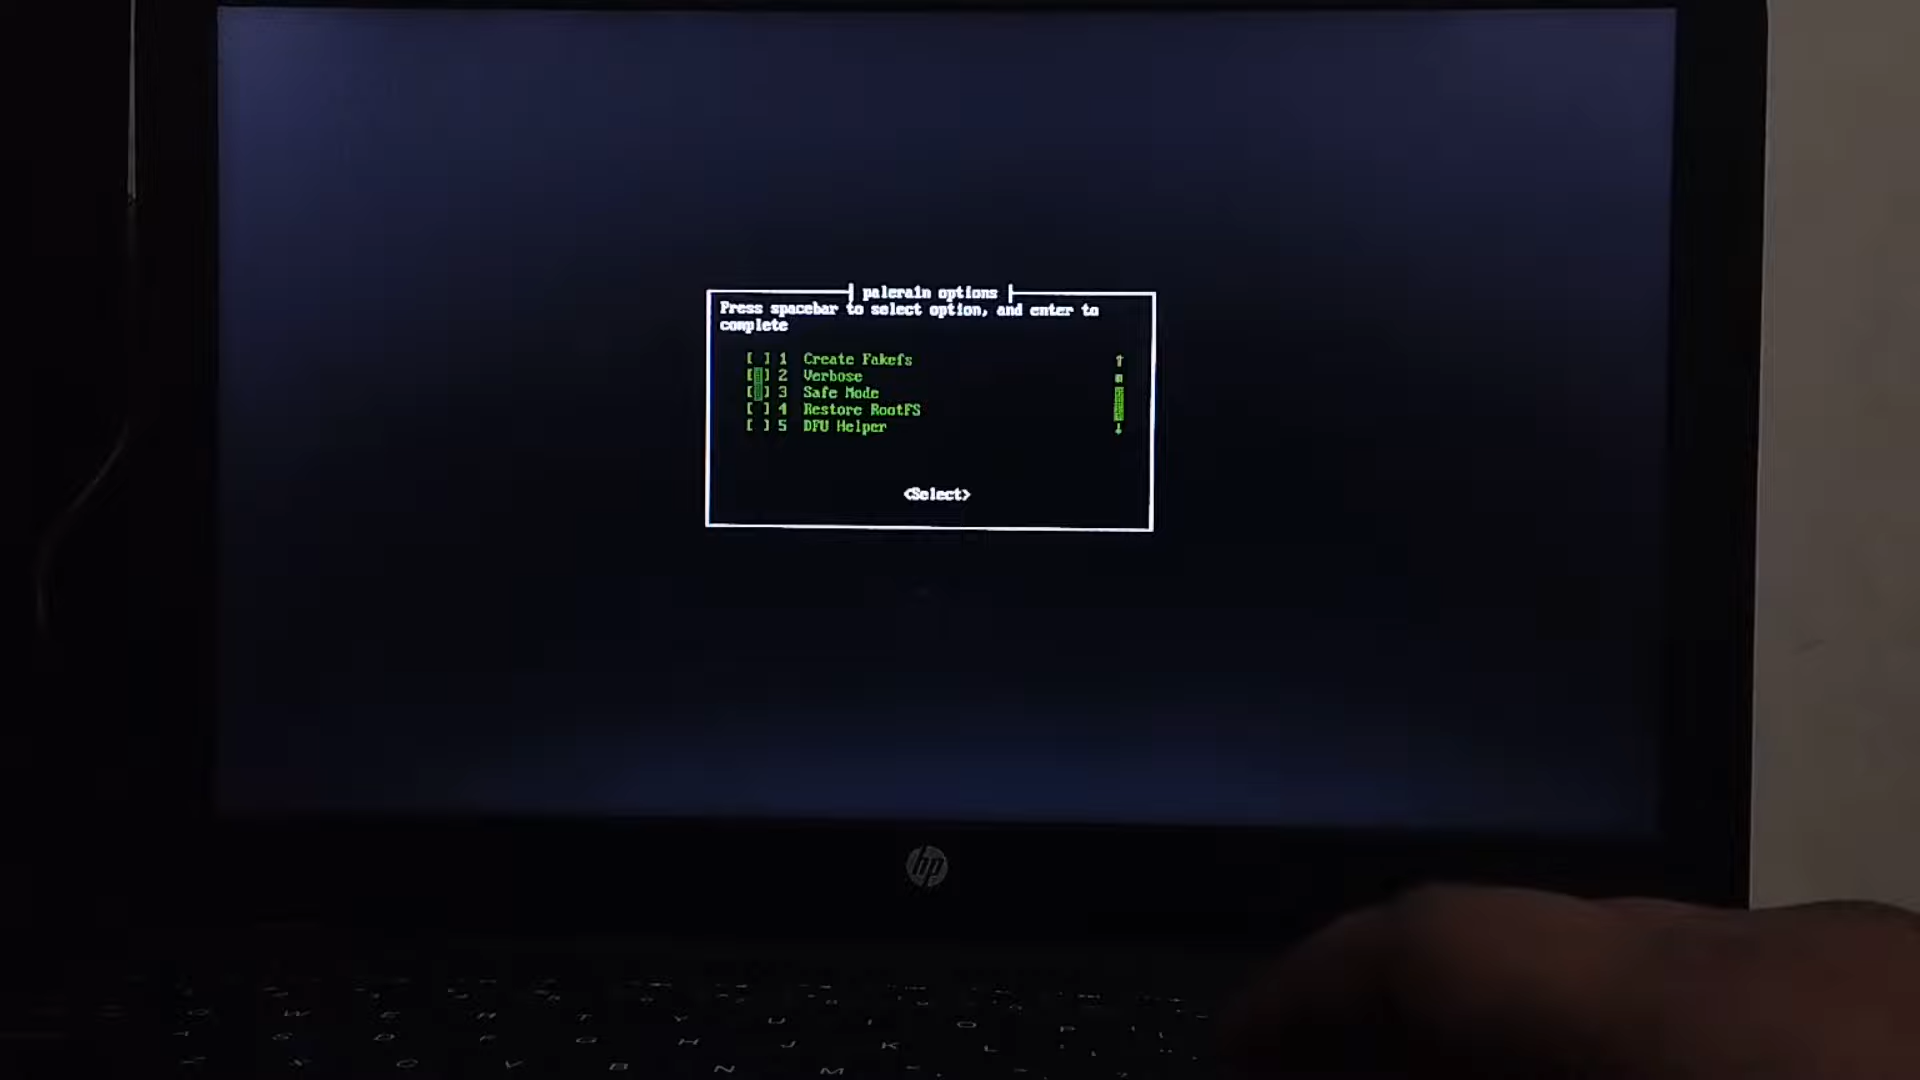 palera1n options
Press spacebar to select option, and enter to
complete
[ ] 1 Create Fakefs
[ ] 2 Verbose
[ ] 3 Safe Mode
[ ] 4 Restore RootFS
[ ] 5 DFU Helper
<Select>
hp
W E R T Y U I O P
S D F G H J K L
X C V B N M